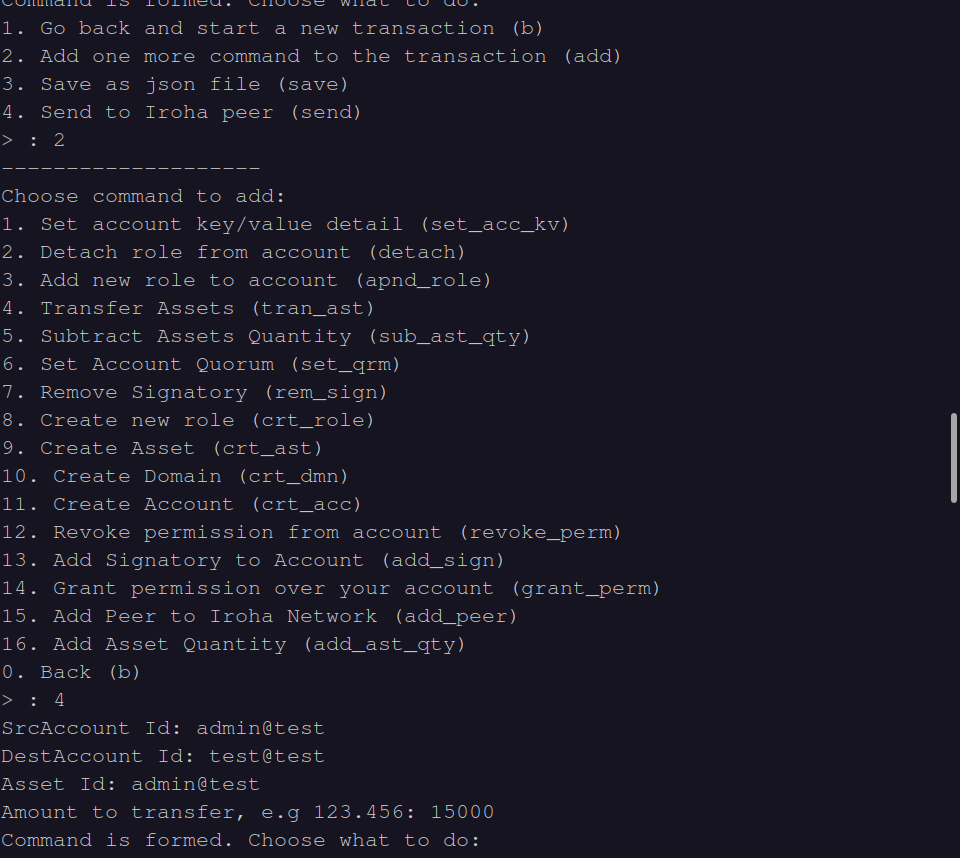 Command is formed. Choose what to do:
1. Go back and start a new transaction (b)
2. Add one more command to the transaction (add)
3. Save as json file (save)
4. Send to Iroha peer (send)
> : 2
--------------------
Choose command to add:
1. Set account key/value detail (set_acc_kv)
2. Detach role from account (detach)
3. Add new role to account (apnd_role)
4. Transfer Assets (tran_ast)
5. Subtract Assets Quantity (sub_ast_qty)
6. Set Account Quorum (set_qrm)
7. Remove Signatory (rem_sign)
8. Create new role (crt_role)
9. Create Asset (crt_ast)
10. Create Domain (crt_dmn)
11. Create Account (crt_acc)
12. Revoke permission from account (revoke_perm)
13. Add Signatory to Account (add_sign)
14. Grant permission over your account (grant_perm)
15. Add Peer to Iroha Network (add_peer)
16. Add Asset Quantity (add_ast_qty)
0. Back (b)
> : 4
SrcAccount Id: admin@test
DestAccount Id: test@test
Asset Id: admin@test
Amount to transfer, e.g 123.456: 15000
Command is formed. Choose what to do: